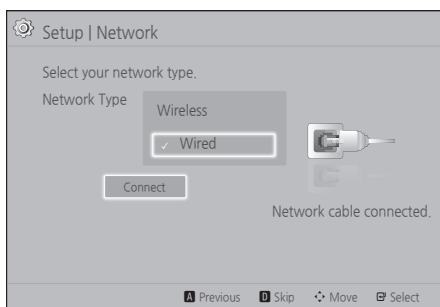 Setup | Network
Select your network type.
Network Type
Wireless
✓ Wired
Connect
Network cable connected.
A Previous D Skip Move Select